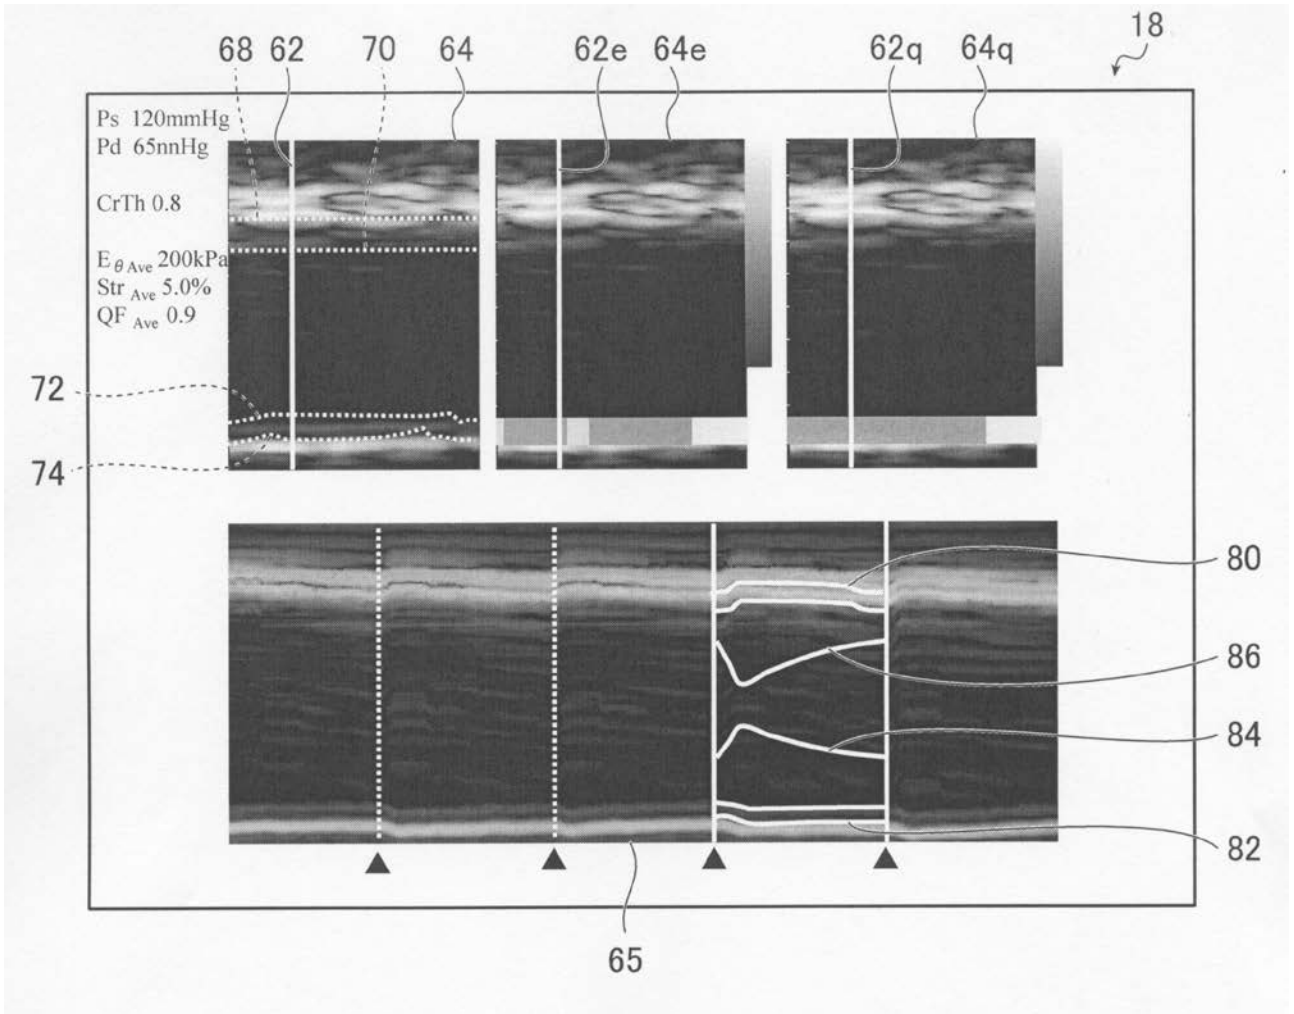 18
68 62 70 64 62e 64e 62q 64q
Ps 120mmHg
Pd 65nnHg
CrTh 0.8
E θ Ave 200kPa
Str Ave 5.0%
QF Ave 0.9
72
74
80
86
84
82
65